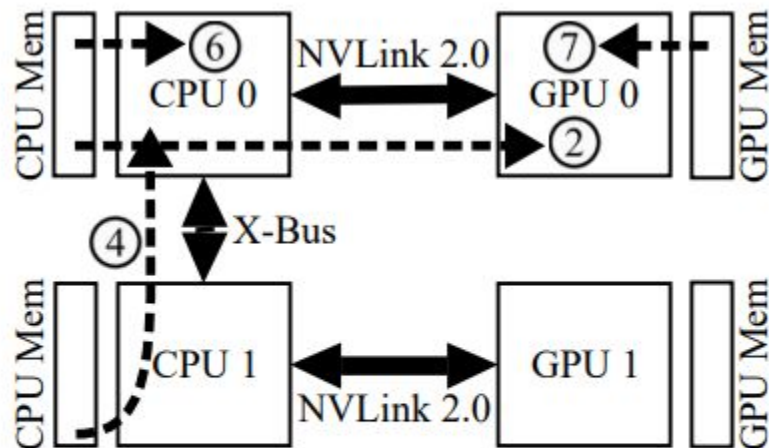 CPU Mem
⑥
CPU 0
NVLink 2.0
⑦
GPU 0
②
GPU Mem
④
X-Bus
CPU Mem
CPU 1
NVLink 2.0
GPU 1
GPU Mem